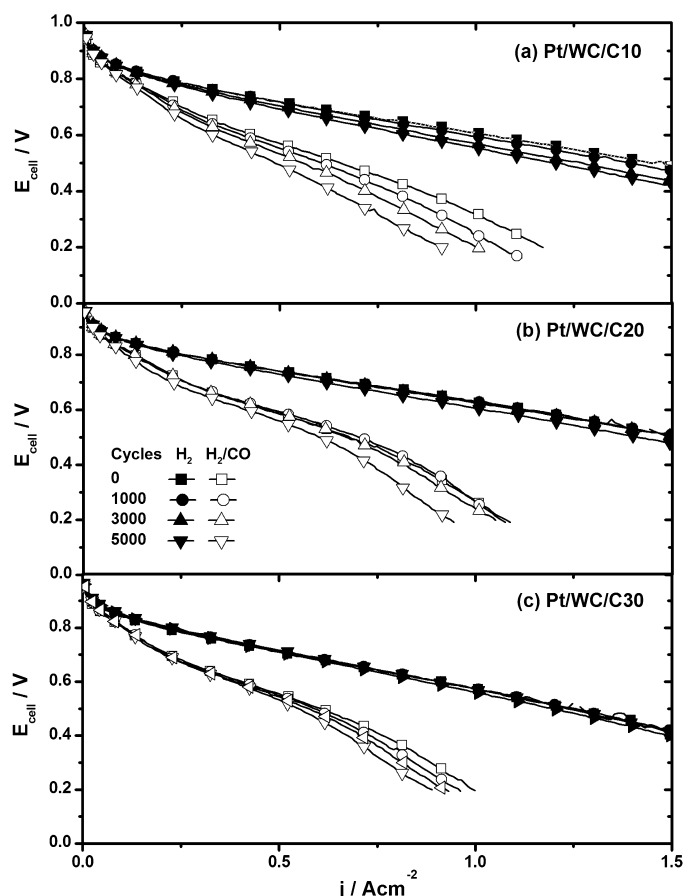 1.0
(a) Pt/WC/C10
0.8
0.6
0.4
0.2
0.0
E_cell / V
(b) Pt/WC/C20
0.8
0.6
0.4
0.2
0.0
E_cell / V
Cycles H₂ H₂/CO
0
1000
3000
5000
(c) Pt/WC/C30
0.8
0.6
0.4
0.2
0.0
E_cell / V
0.0 0.5 1.0 1.5
j / Acm⁻²